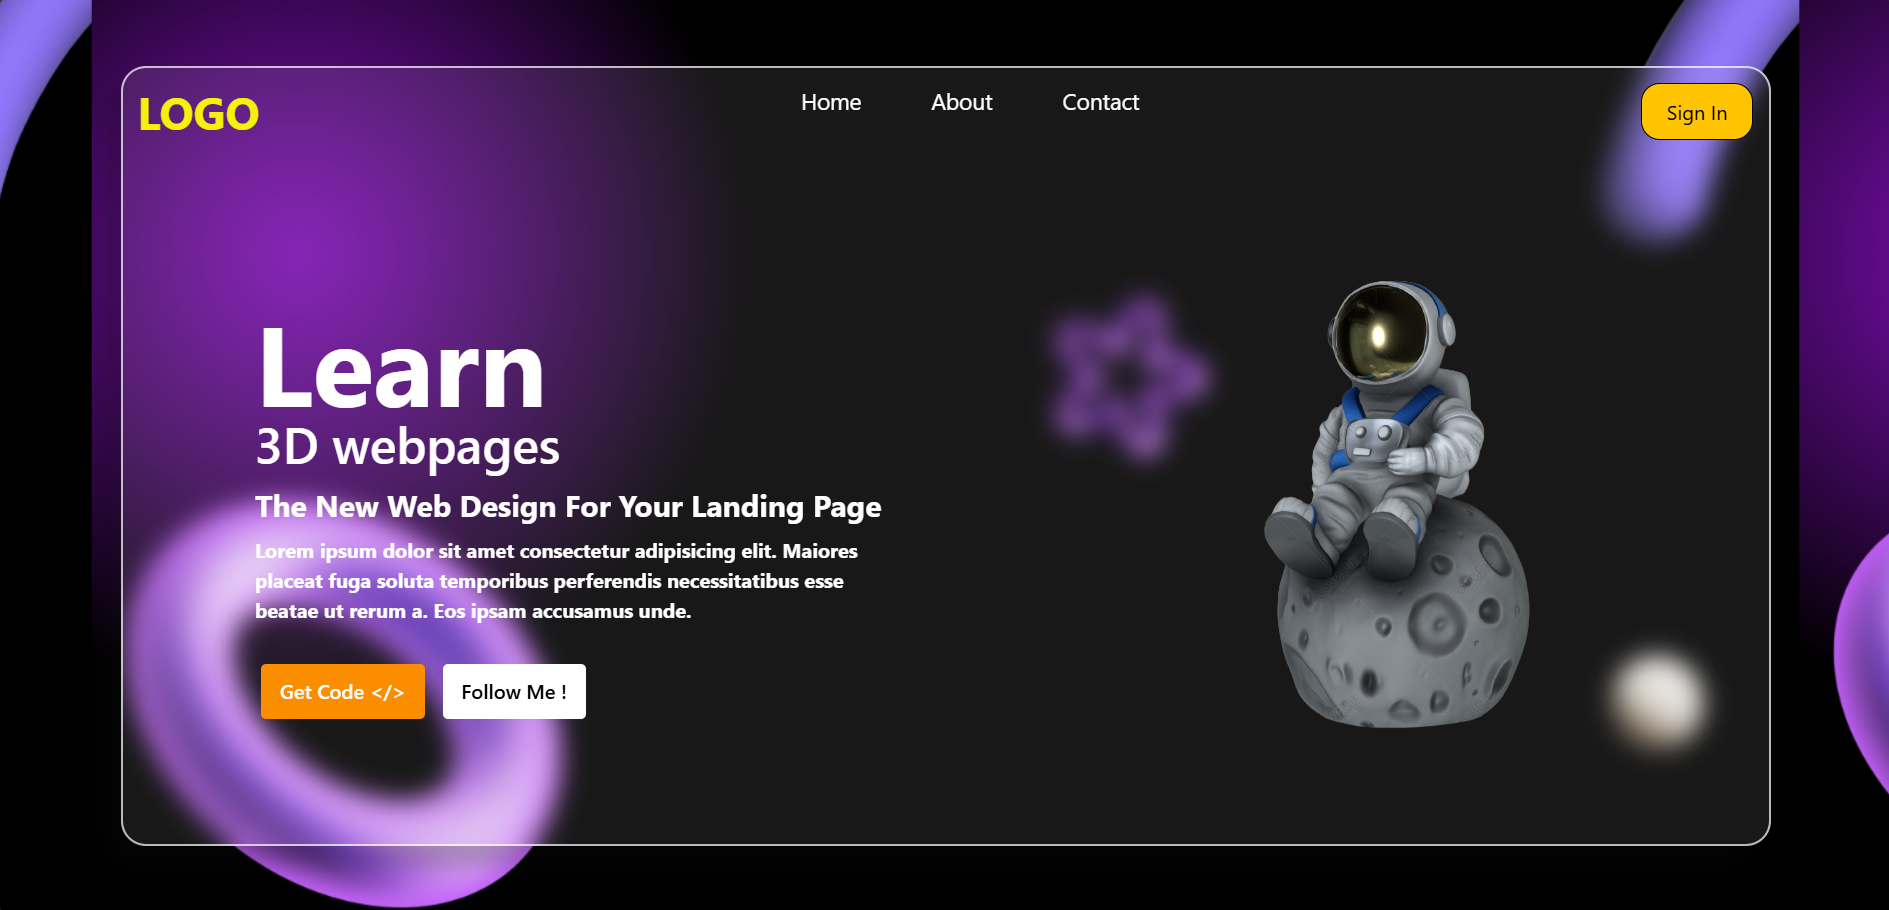 LOGO
Home
About
Contact
Sign In
Learn
3D webpages
The New Web Design For Your Landing Page
Lorem ipsum dolor sit amet consectetur adipisicing elit. Maiores
placeat fuga soluta temporibus perferendis necessitatibus esse
beatae ut rerum a. Eos ipsam accusamus unde.
Get Code </>
Follow Me !